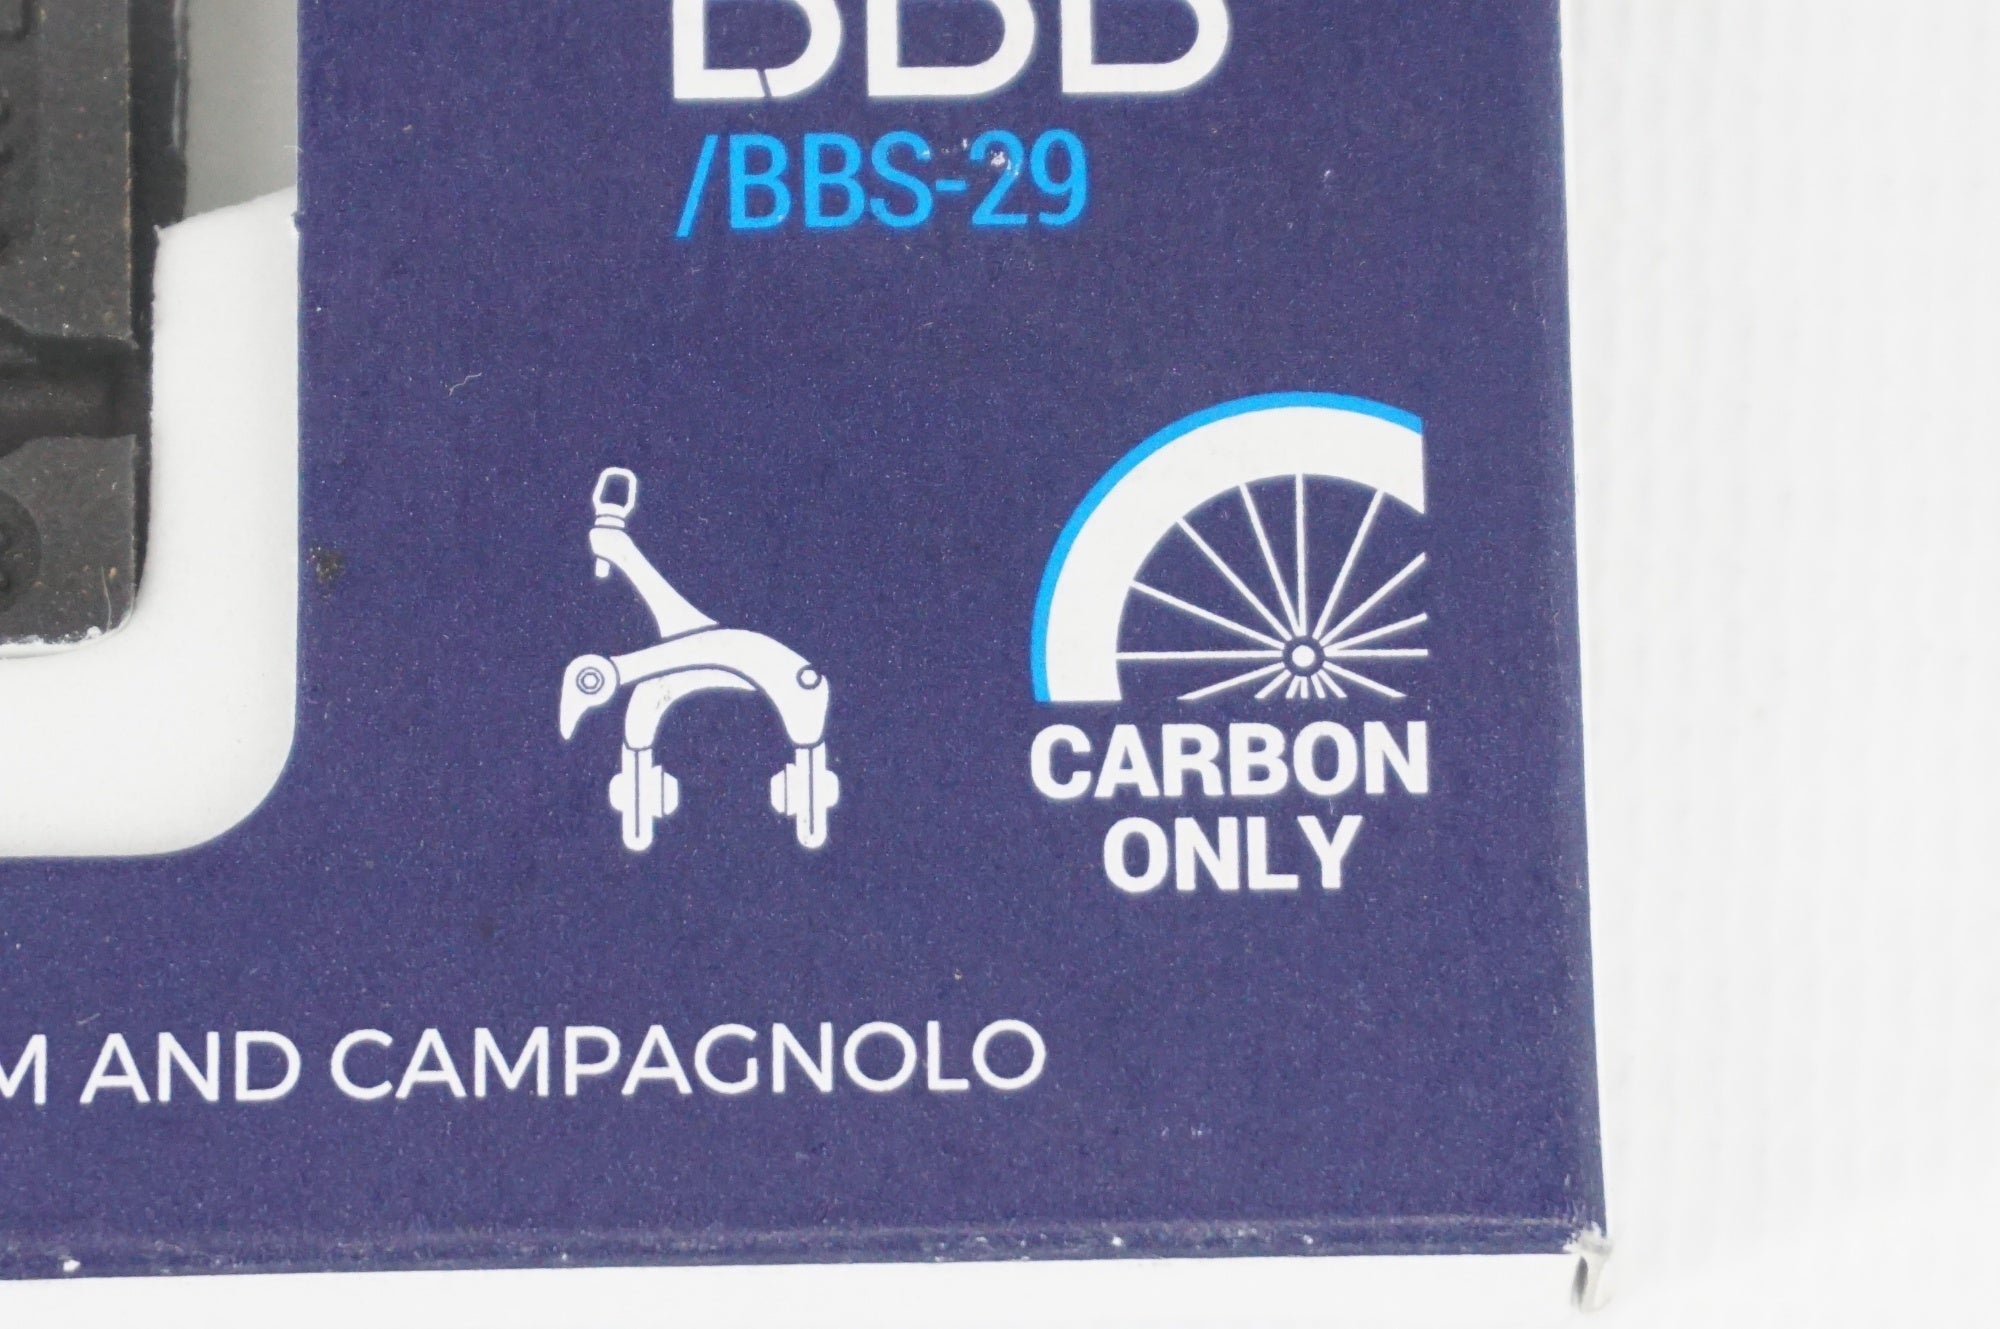 BBB
/BBS-29
CARBON
ONLY
M AND CAMPAGNOLO